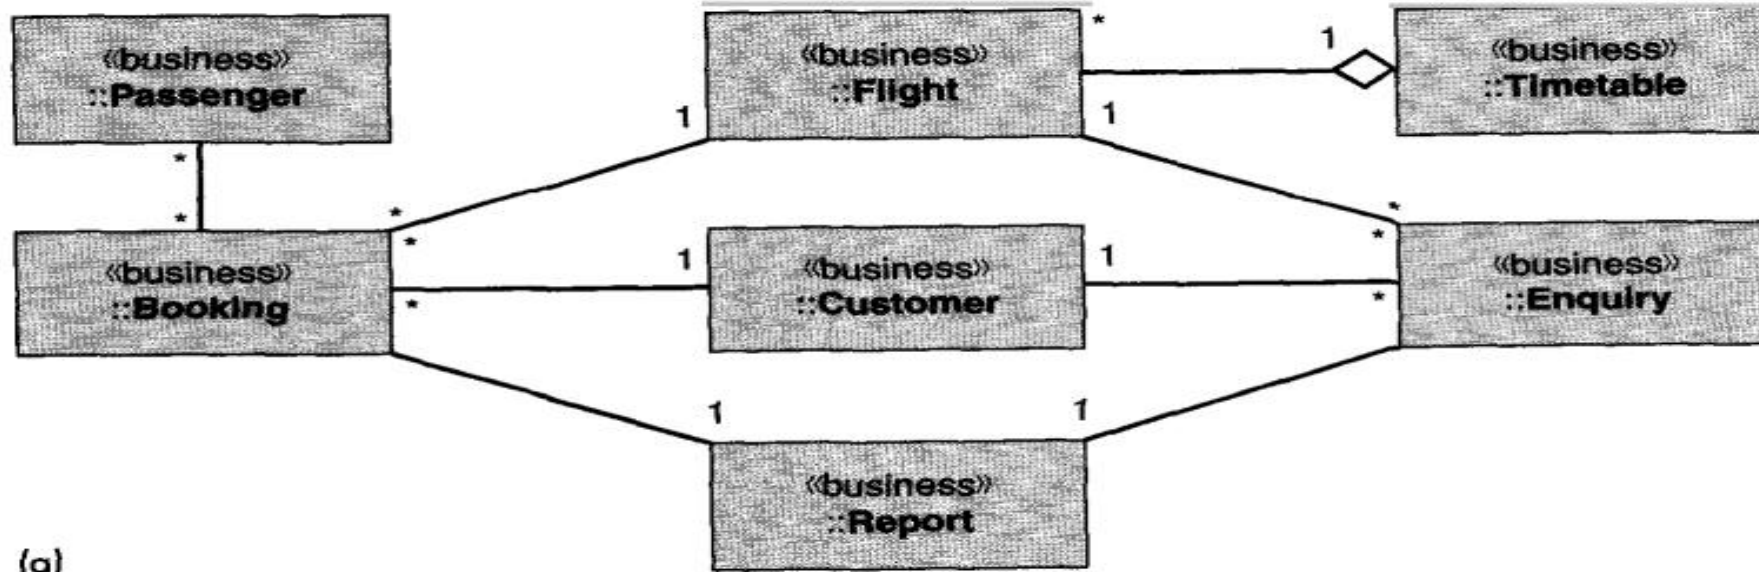 «business»
::Passenger
«business»
::Flight
*
1
«business»
::Timetable
1
1
*
*
*
*
*
*
«business»
::Booking
1
«business»
::Customer
1
«business»
::Enquiry
*
*
1
1
«business»
::Report
(a)